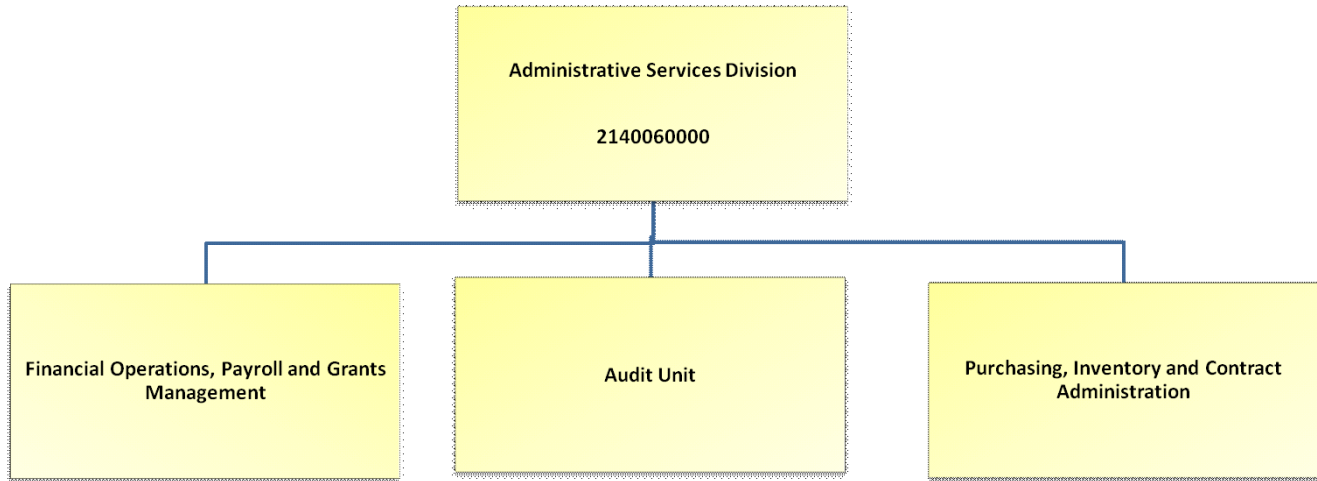 Administrative Services Division
2140060000
Financial Operations, Payroll and Grants
Management
Audit Unit
Purchasing, Inventory and Contract
Administration